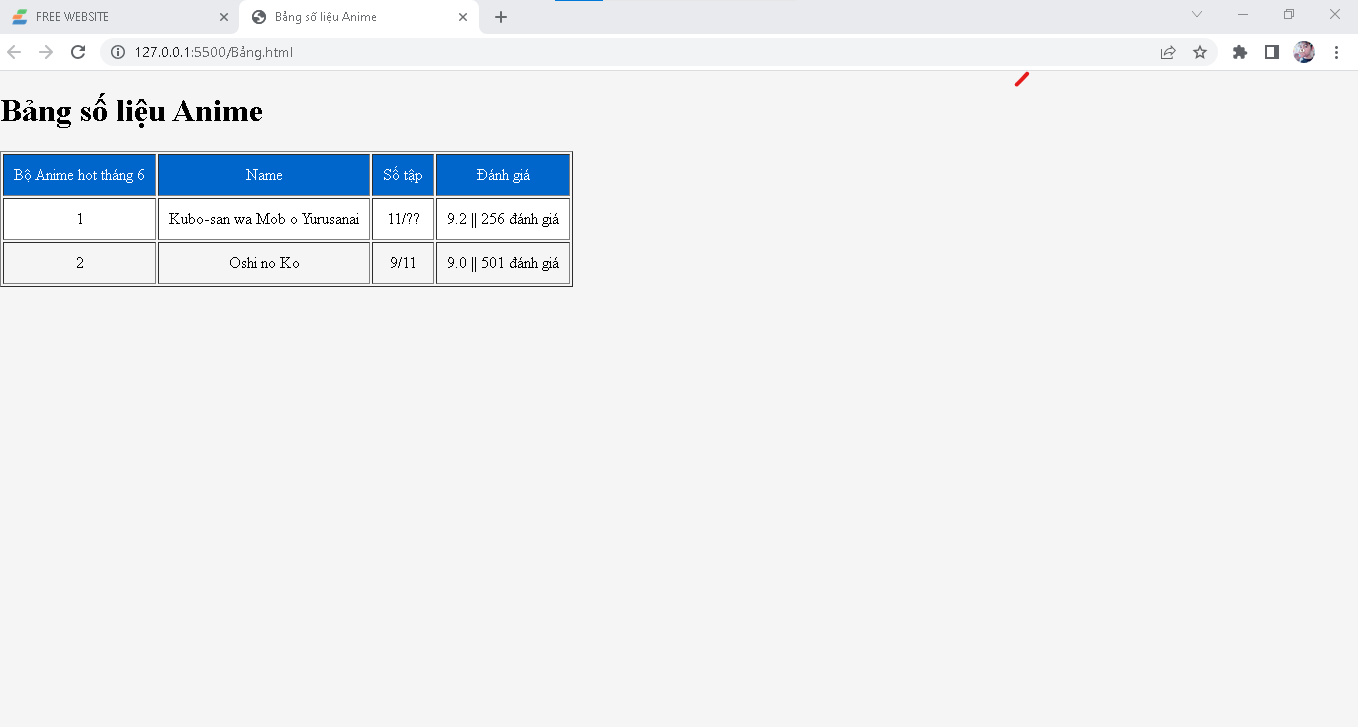 FREE WEBSITE
Bảng số liệu Anime
127.0.0.1:5500/Bảng.html
Bảng số liệu Anime
Bộ Anime hot tháng 6 Name Số tập Đánh giá
1 Kubo-san wa Mob o Yurusanai 11/?? 9.2 || 256 đánh giá
2 Oshi no Ko 9/11 9.0 || 501 đánh giá